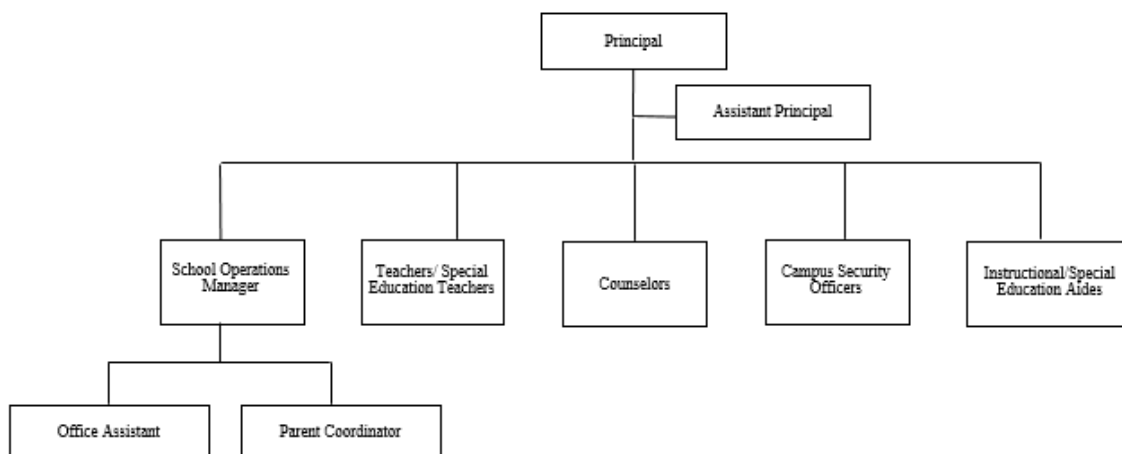 Principal
Assistant Principal
School Operations
Manager
Teachers/ Special
Education Teachers
Counselors
Campus Security
Officers
Instructional/Special
Education Aides
Office Assistant
Parent Coordinator